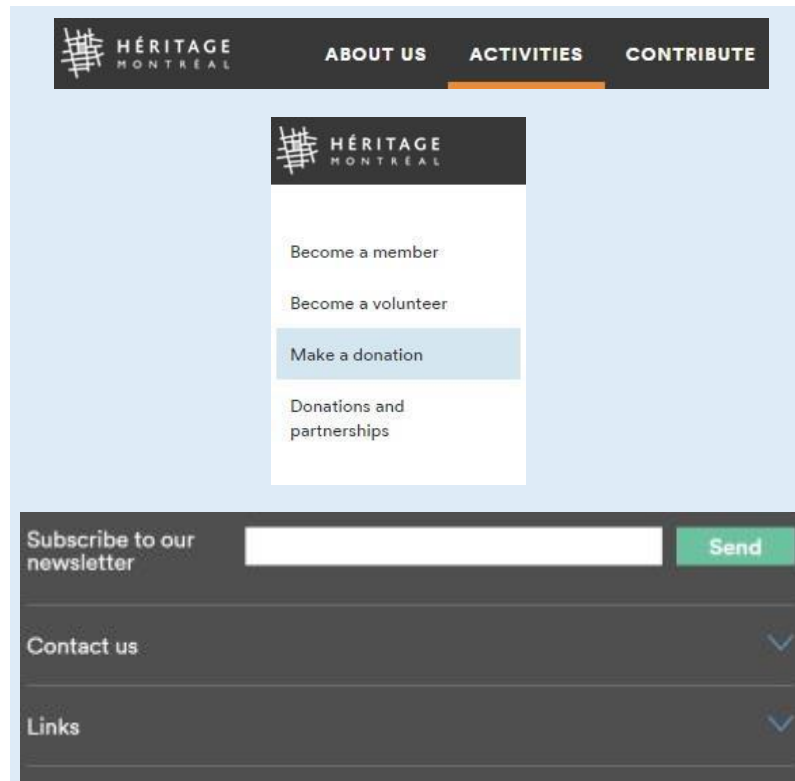 HÉRITAGE
MONTRÉAL
ABOUT US ACTIVITIES CONTRIBUTE
HÉRITAGE
MONTRÉAL
Become a member
Become a volunteer
Make a donation
Donations and
partnerships
Subscribe to our
newsletter
Send
Contact us
Links